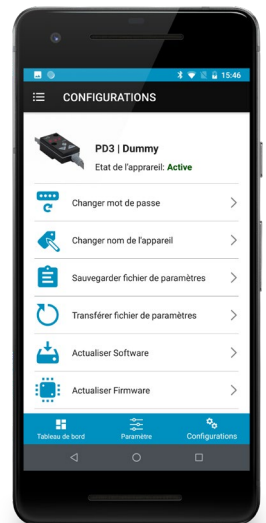 15:46
CONFIGURATIONS
PD3 | Dummy
Etat de l'apprareil: Active
Changer mot de passe
Changer nom de l'appareil
Sauvegarder fichier de paramètres
Transférer fichier de paramètres
Actualiser Software
Actualiser Firmware
Tableau de bord Paramètre Configurations